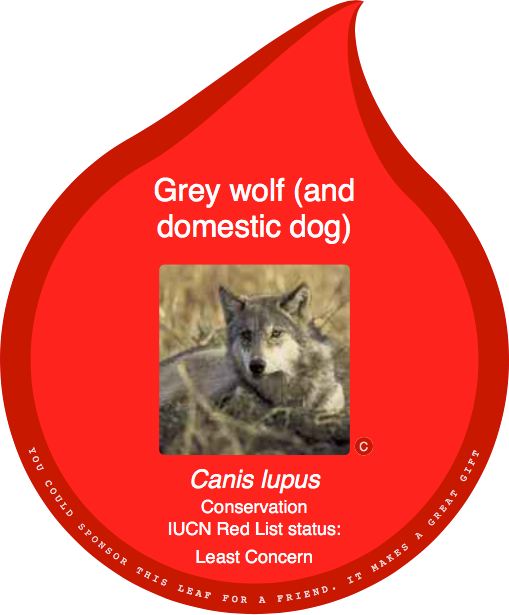 Grey wolf (and
domestic dog)
C
Canis lupus
Conservation
IUCN Red List status:
Least Concern
YOU COULD SPONSOR THIS LEAF FOR A FRIEND. IT MAKES A GREAT GIFT